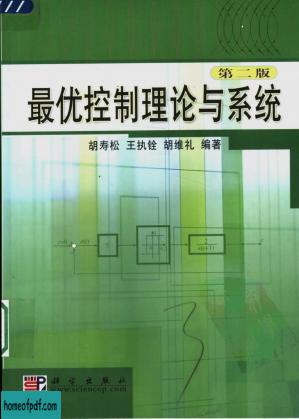 第二版
最优控制理论与系统
胡寿松 王执铨 胡维礼 编著
科学出版社
www.sciencep.com
homeofpdf.com